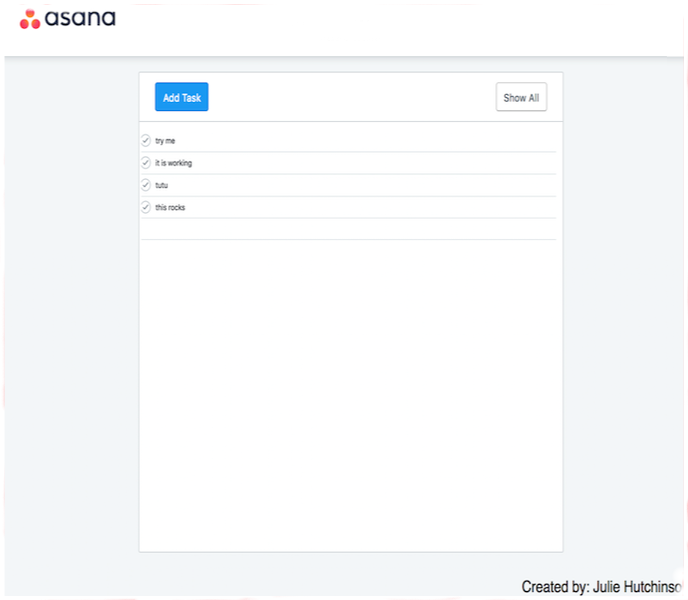 asana
Add Task
Show All
try me
it is working
tutu
this rocks
Created by: Julie Hutchinso